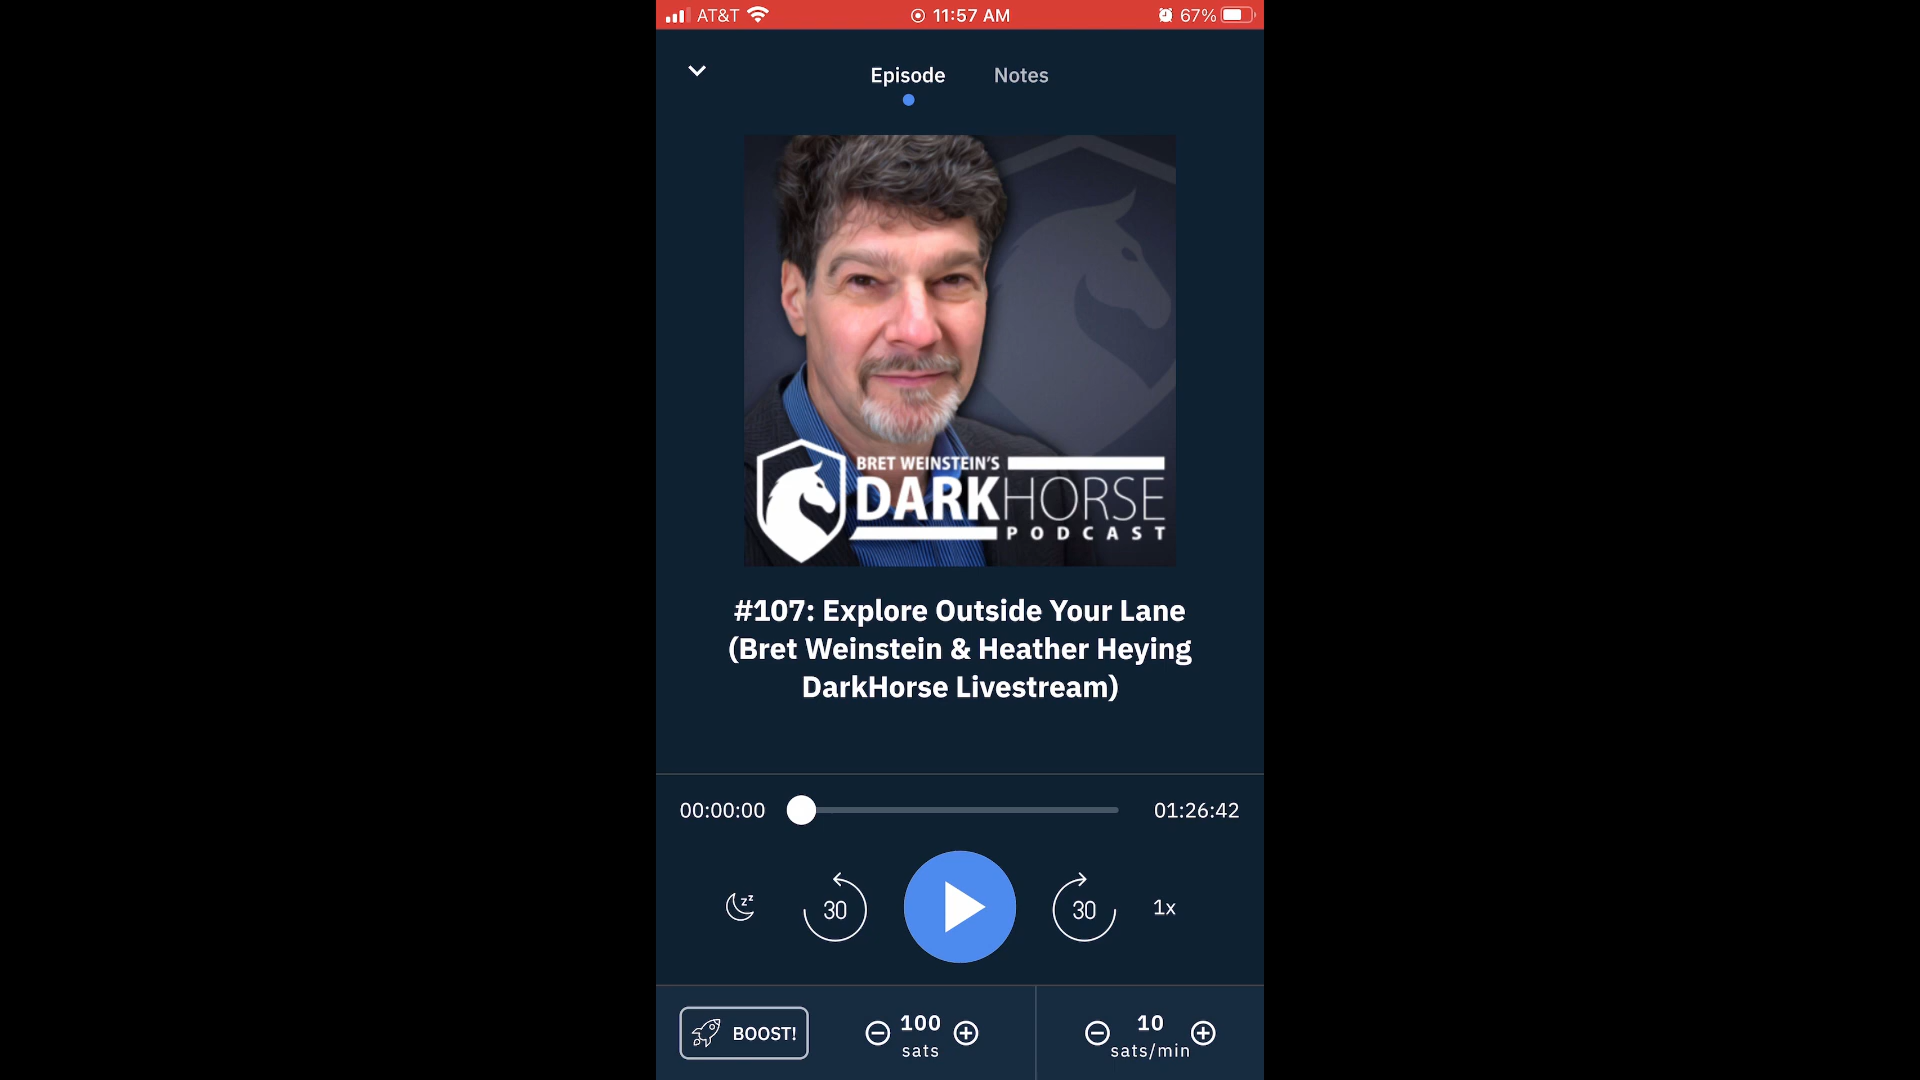 AT&T 11:57 AM 67%
Episode Notes
BRET WEINSTEIN'S
DARKHORSE
PODCAST
#107: Explore Outside Your Lane
(Bret Weinstein & Heather Heying
DarkHorse Livestream)
00:00:00 01:26:42
zz 30 30 1x
BOOST! 100 sats 10 sats/min